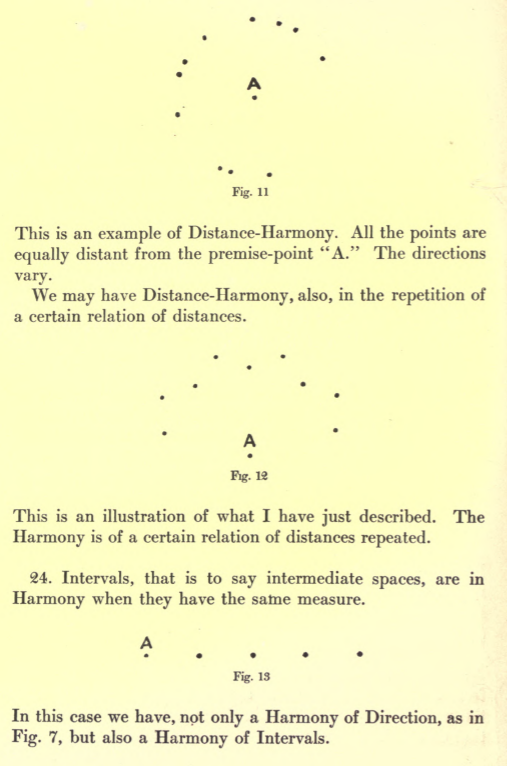 A
Fig. 11
This is an example of Distance-Harmony. All the points are
equally distant from the premise-point “A.” The directions
vary.
We may have Distance-Harmony, also, in the repetition of
a certain relation of distances.
A
Fig. 12
This is an illustration of what I have just described. The
Harmony is of a certain relation of distances repeated.
24. Intervals, that is to say intermediate spaces, are in
Harmony when they have the same measure.
A
Fig. 13
In this case we have, not only a Harmony of Direction, as in
Fig. 7, but also a Harmony of Intervals.